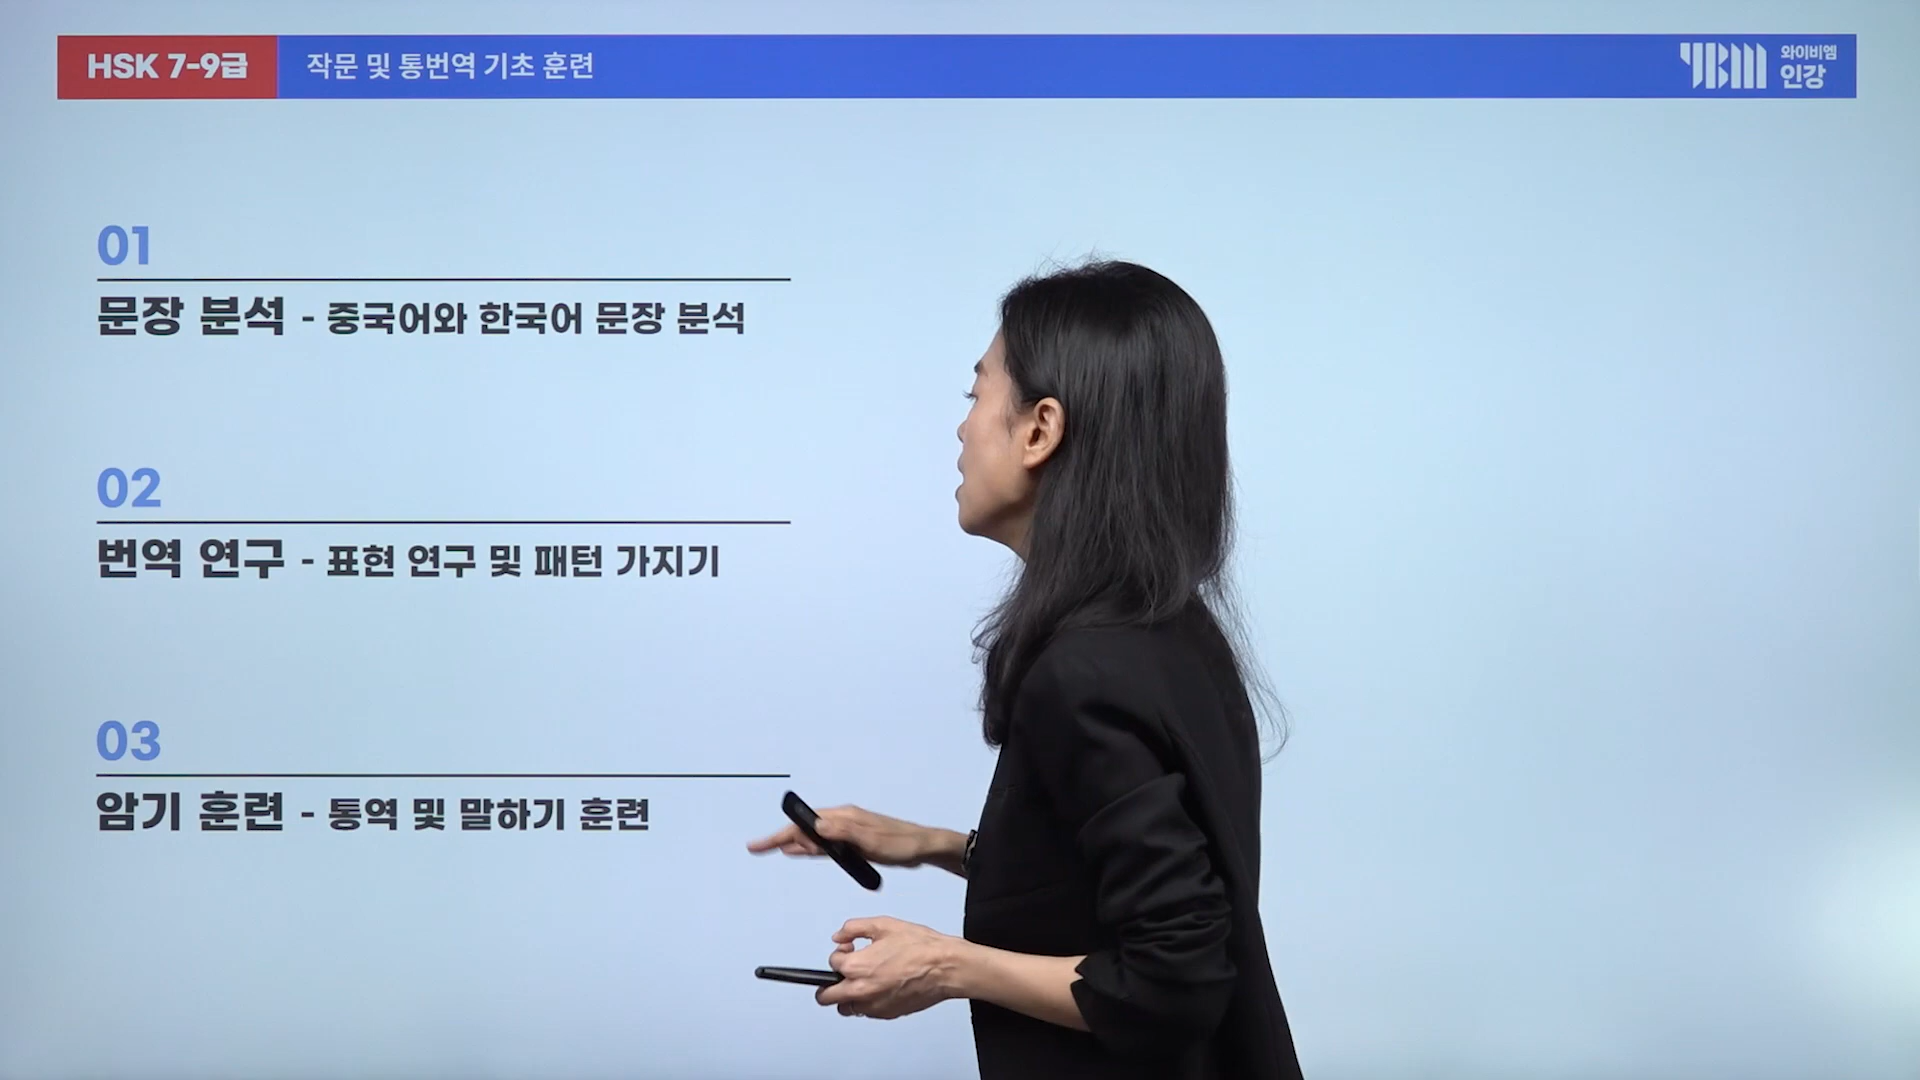 HSK 7-9급
작문 및 통번역 기초 훈련
YBM 와이비엠
인강
01
문장 분석 - 중국어와 한국어 문장 분석
02
번역 연구 - 표현 연구 및 패턴 가지기
03
암기 훈련 - 통역 및 말하기 훈련